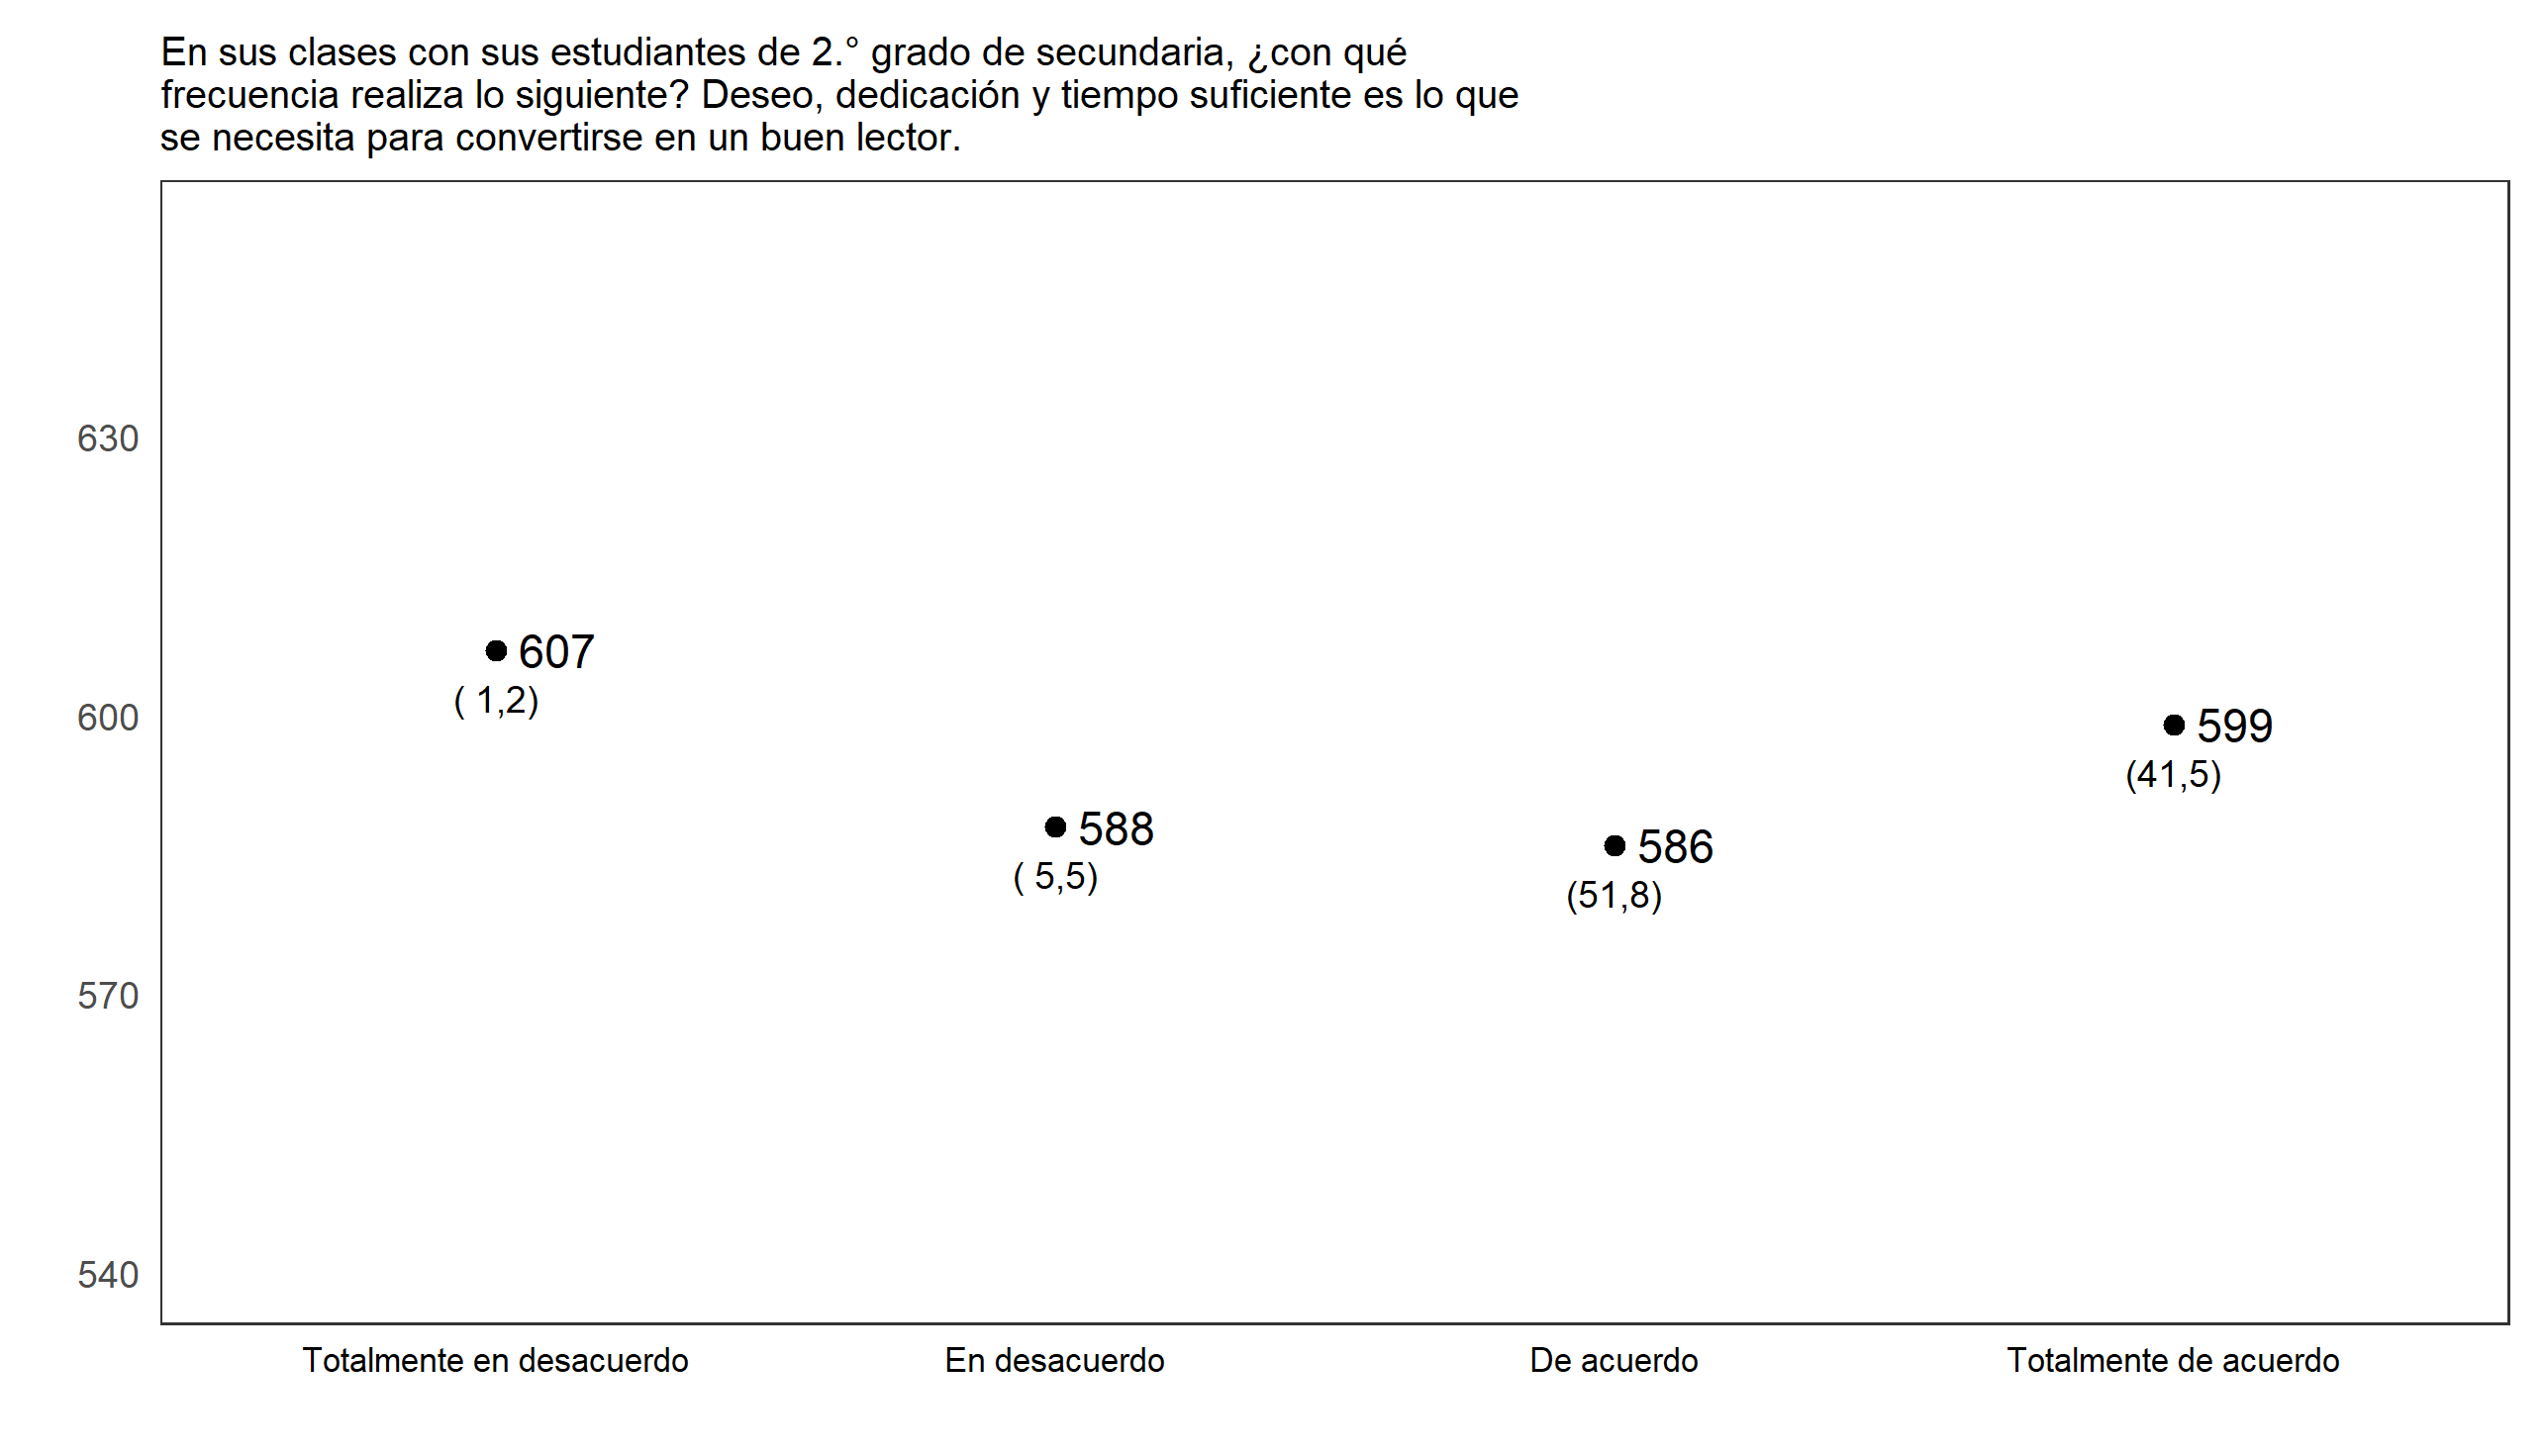 En sus clases con sus estudiantes de 2.° grado de secundaria, ¿con qué
frecuencia realiza lo siguiente? Deseo, dedicación y tiempo suficiente es lo que
se necesita para convertirse en un buen lector.
630
607
( 1,2)
600
599
(41,5)
588
( 5,5)
586
(51,8)
570
540
Totalmente en desacuerdo
En desacuerdo
De acuerdo
Totalmente de acuerdo